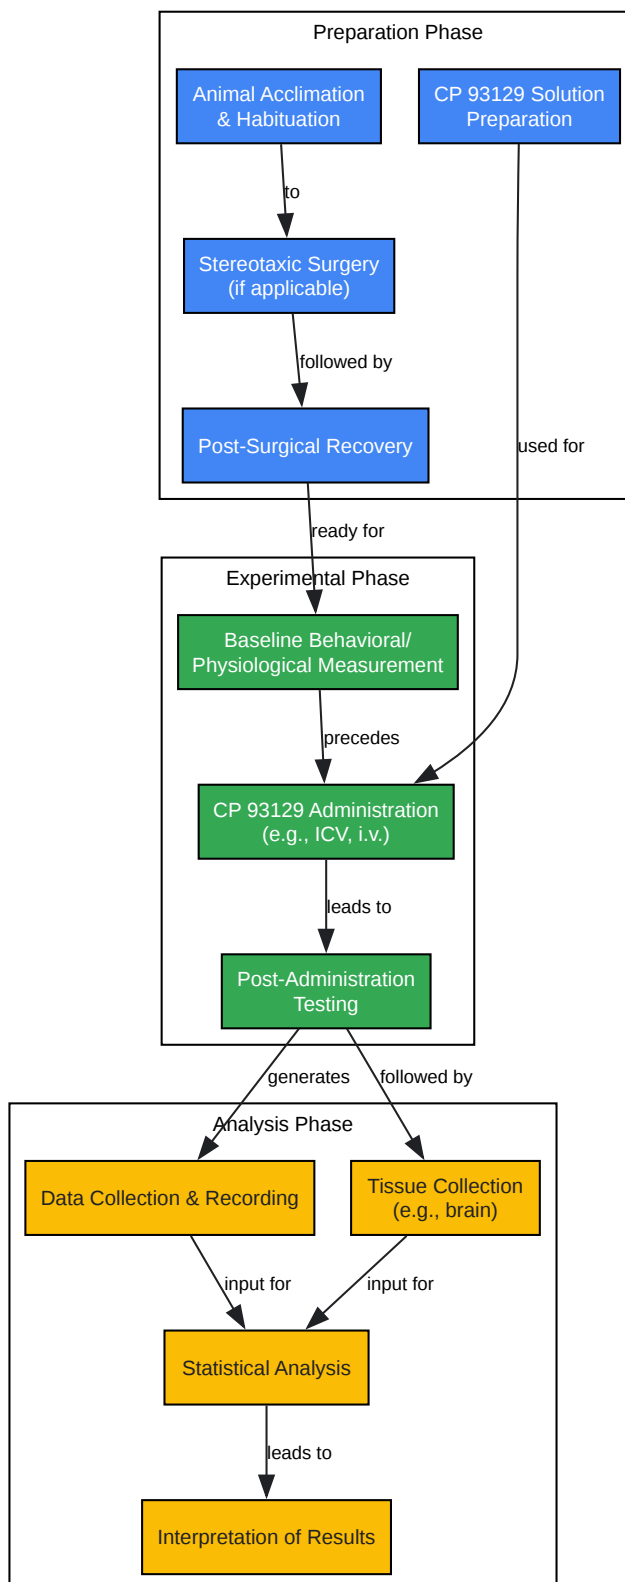 Preparation Phase
Animal Acclimation
& Habituation
CP 93129 Solution
Preparation
to
Stereotaxic Surgery
(if applicable)
followed by
Post-Surgical Recovery
used for
ready for
Experimental Phase
Baseline Behavioral/
Physiological Measurement
precedes
CP 93129 Administration
(e.g., ICV, i.v.)
leads to
Post-Administration
Testing
generates
followed by
Analysis Phase
Data Collection & Recording
Tissue Collection
(e.g., brain)
input for
input for
Statistical Analysis
leads to
Interpretation of Results